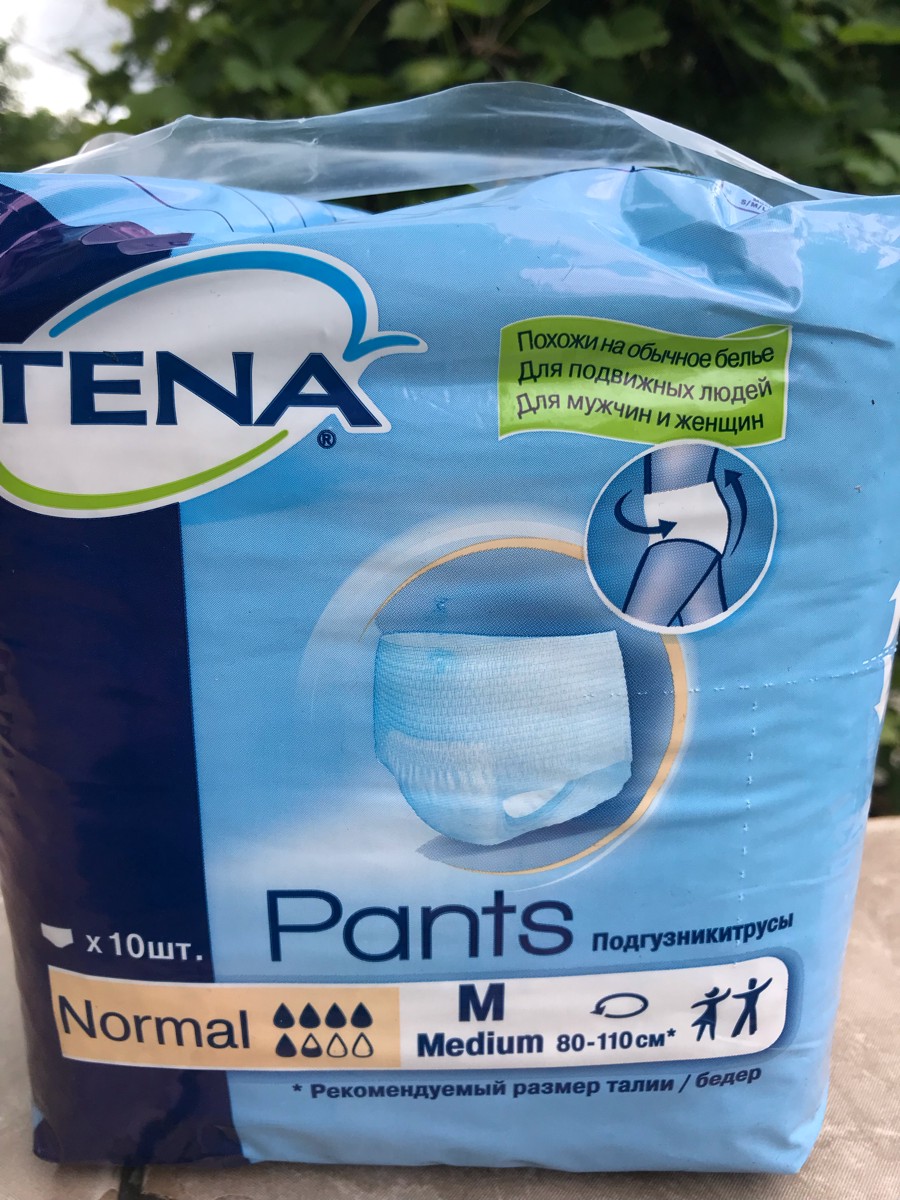 S/M/L
TENA
®
Похожи на обычное белье
Для подвижных людей
Для мужчин и женщин
Pants
Подгузникитрусы
x 10шт.
Normal
M
Medium 80-110 см*
* Рекомендуемый размер талии / бедер